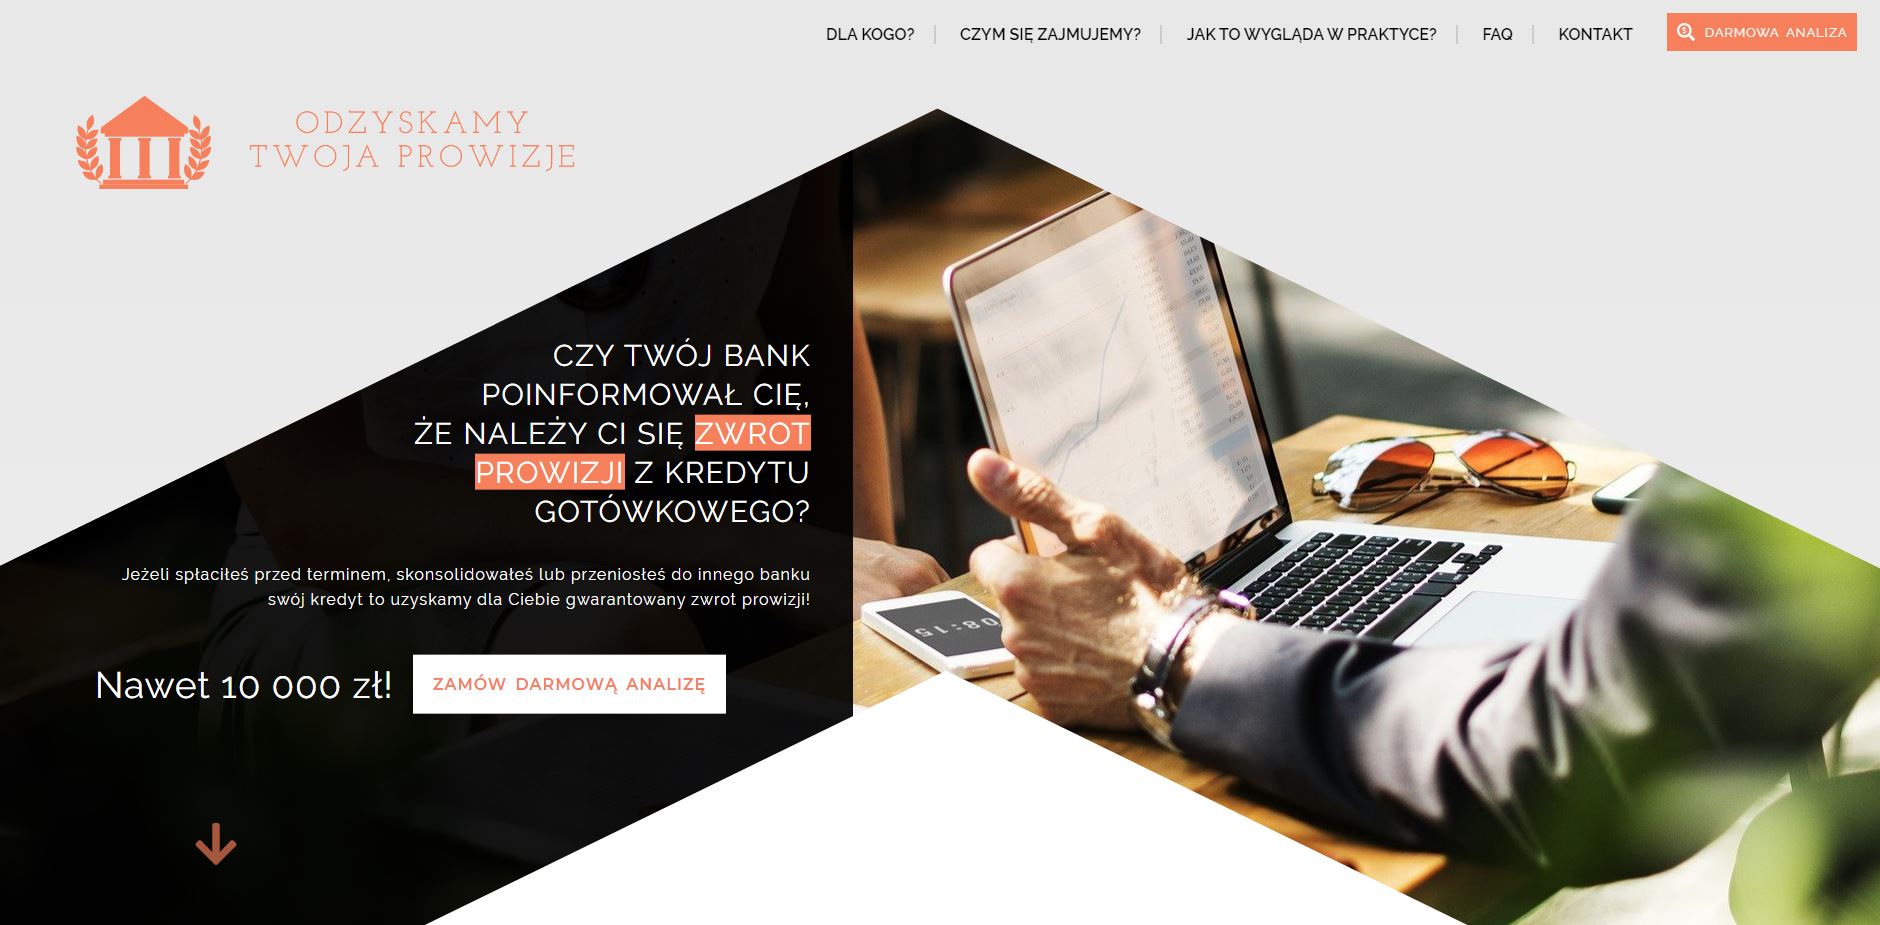 DLA KOGO?
CZYM SIĘ ZAJMUJEMY?
JAK TO WYGLĄDA W PRAKTYCE?
FAQ
KONTAKT
DARMOWA ANALIZA
ODZYSKAMY
TWOJA PROWIZJE
CZY TWÓJ BANK
POINFORMOWAŁ CIĘ,
ŻE NALEŻY CI SIĘ ZWROT
PROWIZJI Z KREDYTU
GOTÓWKOWEGO?
Jeżeli spłaciłeś przed terminem, skonsolidowałeś lub przeniosłeś do innego banku
swój kredyt to uzyskamy dla Ciebie gwarantowany zwrot prowizji!
Nawet 10 000 zł!
ZAMÓW DARMOWĄ ANALIZĘ
08:15